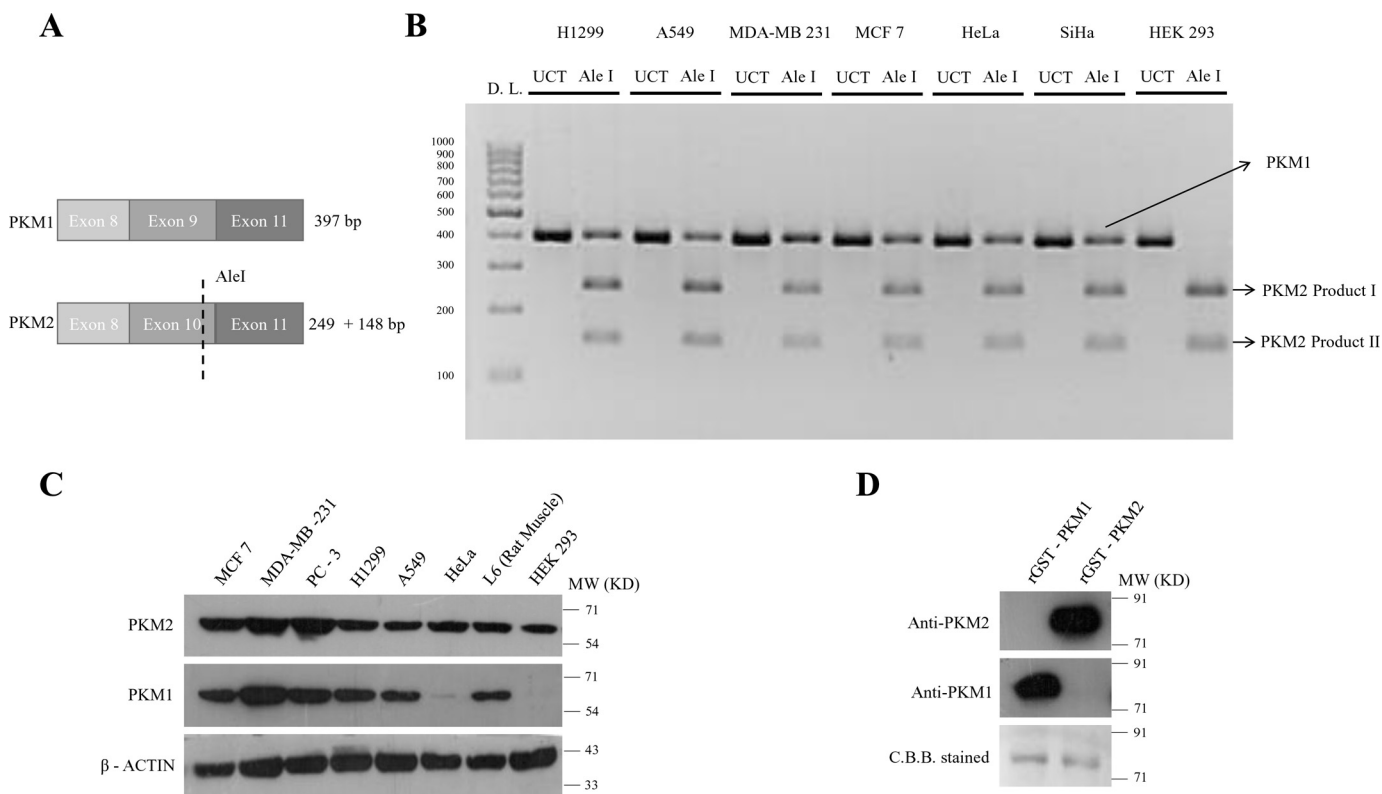 A
PKM1 Exon 8 Exon 9 Exon 11 397 bp
AleI
PKM2 Exon 8 Exon 10 Exon 11 249 + 148 bp
B
H1299 A549 MDA-MB 231 MCF 7 HeLa SiHa HEK 293
D. L. UCT Ale I UCT Ale I UCT Ale I UCT Ale I UCT Ale I UCT Ale I UCT Ale I
1000
900
800
700
600
500
400
300
200
100
PKM1
PKM2 Product I
PKM2 Product II
C
MCF 7 MDA-MB -231 PC - 3 H1299 A549 HeLa L6 (Rat Muscle) HEK 293
MW (KD)
PKM2 71
54
PKM1 71
54
β - ACTIN 43
33
D
rGST - PKM1 rGST - PKM2
MW (KD)
Anti-PKM2 91
71
Anti-PKM1 91
71
C.B.B. stained 91
71